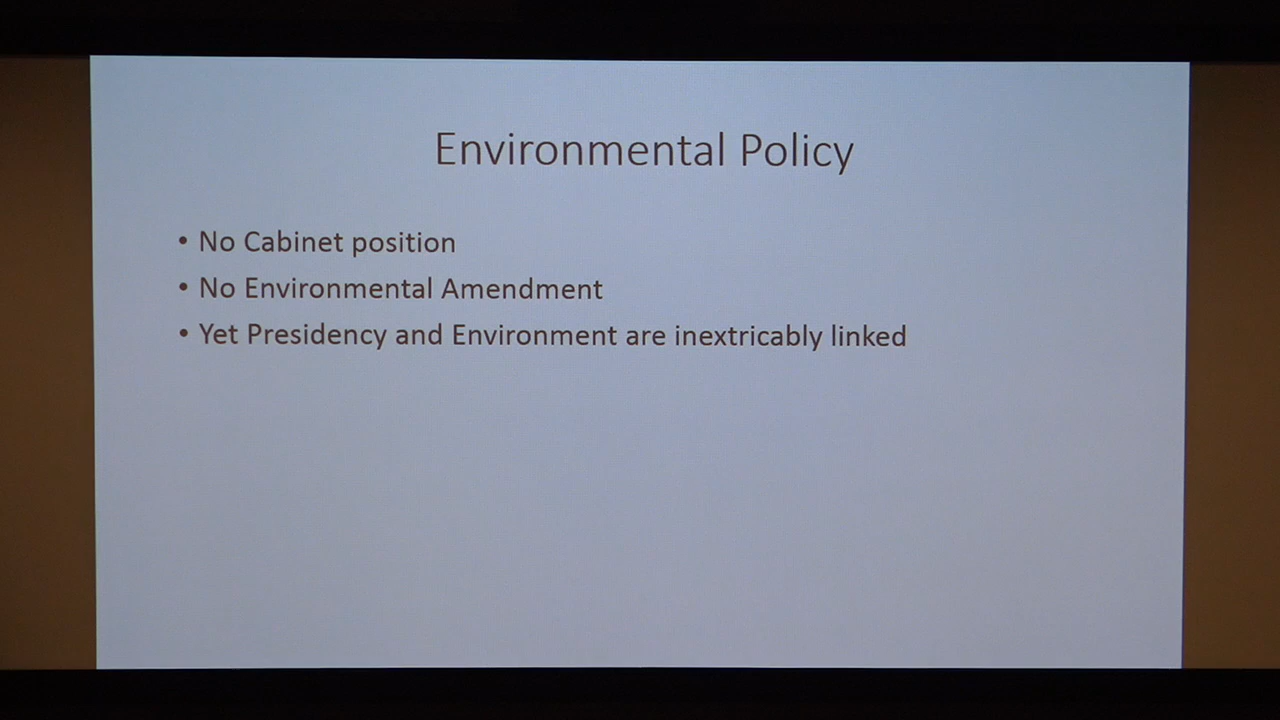 Environmental Policy
• No Cabinet position
• No Environmental Amendment
• Yet Presidency and Environment are inextricably linked